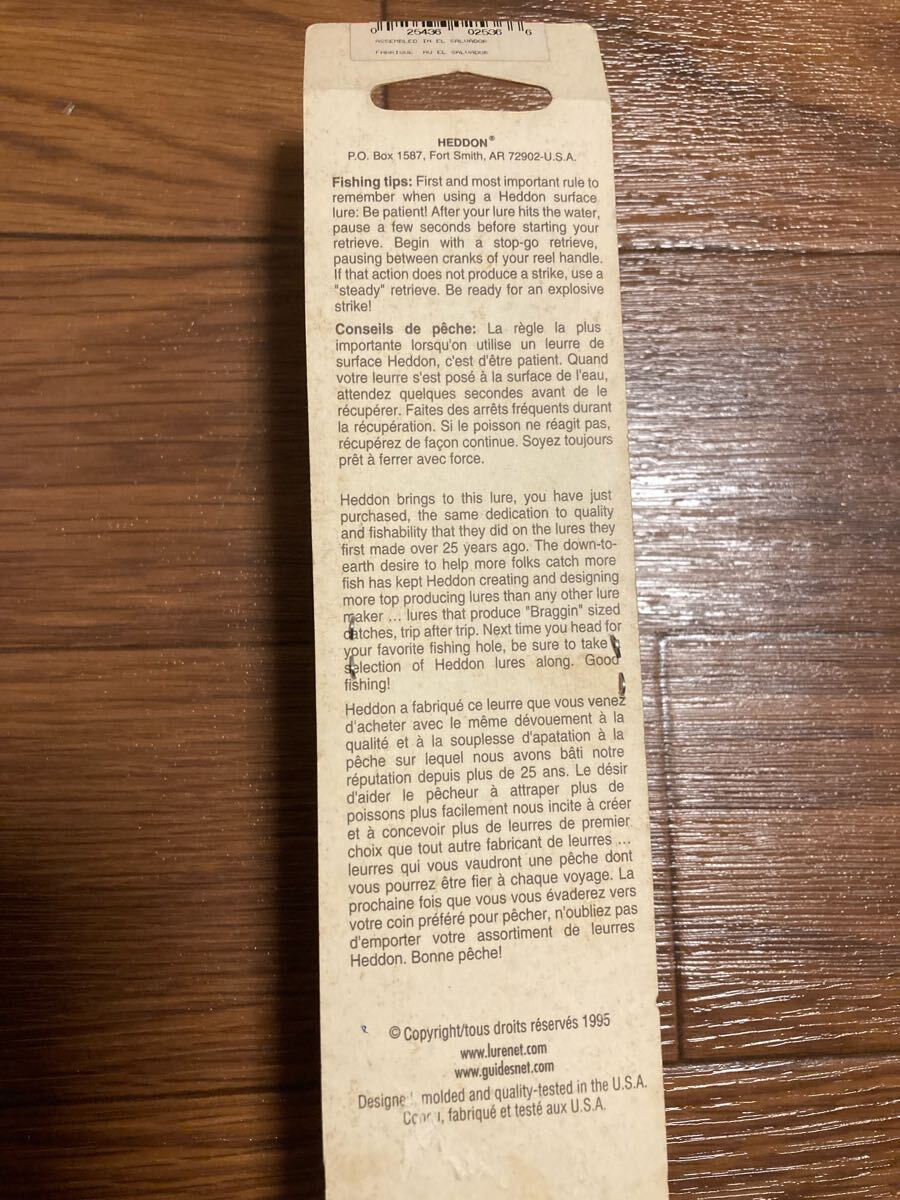 0 25436 02536 6
ASSEMBLED IN EL SALVADOR
FABRIQUE AU EL SALVADOR
HEDDON®
P.O. Box 1587, Fort Smith, AR 72902-U.S.A.
Fishing tips: First and most important rule to
remember when using a Heddon surface
lure: Be patient! After your lure hits the water,
pause a few seconds before starting your
retrieve. Begin with a stop-go retrieve,
pausing between cranks of your reel handle.
If that action does not produce a strike, use a
"steady" retrieve. Be ready for an explosive
strike!
Conseils de pêche: La règle la plus
importante lorsqu'on utilise un leurre de
surface Heddon, c'est d'être patient. Quand
votre leurre s'est posé à la surface de l'eau,
attendez quelques secondes avant de le
récupérer. Faites des arrêts fréquents durant
la récupération. Si le poisson ne réagit pas,
récupérez de façon continue. Soyez toujours
prêt à ferrer avec force.
Heddon brings to this lure, you have just
purchased, the same dedication to quality
and fishability that they did on the lures they
first made over 25 years ago. The down-to-
earth desire to help more folks catch more
fish has kept Heddon creating and designing
more top producing lures than any other lure
maker ... lures that produce "Braggin" sized
catches, trip after trip. Next time you head for
your favorite fishing hole, be sure to take
selection of Heddon lures along. Good
fishing!
Heddon a fabriqué ce leurre que vous venez
d'acheter avec le même dévouement à la
qualité et à la souplesse d'apatation à la
pêche sur lequel nous avons bâti notre
réputation depuis plus de 25 ans. Le désir
d'aider le pêcheur à attraper plus de
poissons plus facilement nous incite à créer
et à concevoir plus de leurres de premier
choix que tout autre fabricant de leurres ...
leurres qui vous vaudront une pêche dont
vous pourrez être fier à chaque voyage. La
prochaine fois que vous vous évaderez vers
votre coin préféré pour pêcher, n'oubliez pas
d'emporter votre assortiment de leurres
Heddon. Bonne pêche!
© Copyright/tous droits réservés 1995
www.lurenet.com
www.guidesnet.com
Designed, molded and quality-tested in the U.S.A.
Conçu, fabriqué et testé aux U.S.A.